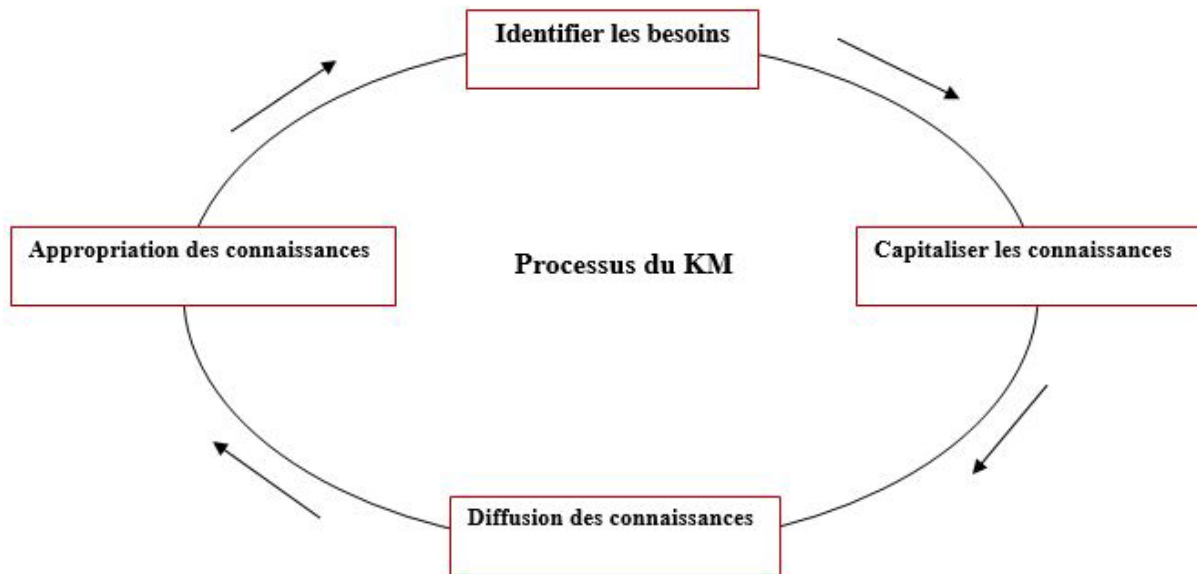 Identifier les besoins
Appropriation des connaissances
Processus du KM
Capitaliser les connaissances
Diffusion des connaissances